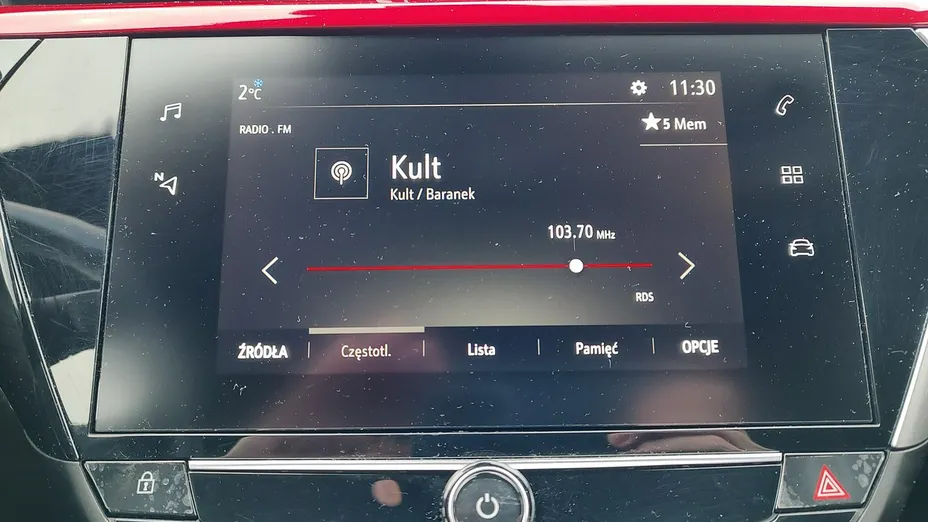 2°C
11:30
RADIO . FM
5 Mem
Kult
Kult / Baranek
N
103.70 MHz
RDS
ŹRÓDŁA
Częstotl.
Lista
Pamięć
OPCJE